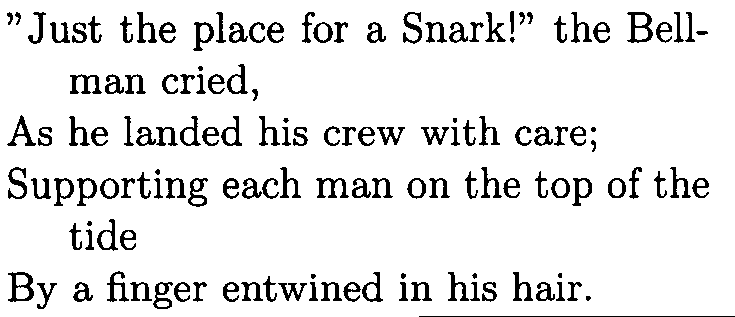 ”Just the place for a Snark!” the Bell-
man cried,
As he landed his crew with care;
Supporting each man on the top of the
tide
By a finger entwined in his hair.